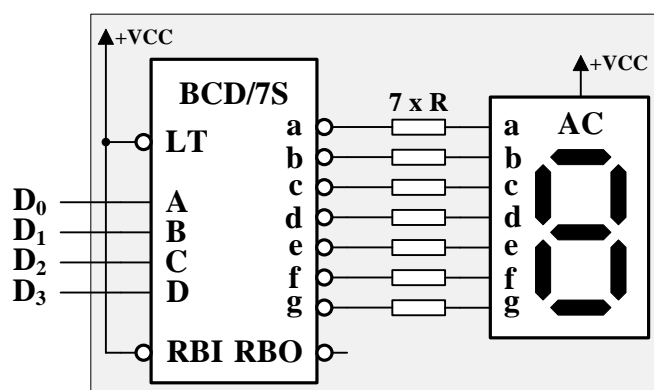 +VCC
+VCC
BCD/7S
7 x R
AC
a
a
LT
b
b
c
c
D₀
A
d
d
D₁
B
e
e
D₂
C
f
f
D₃
D
g
g
RBI RBO